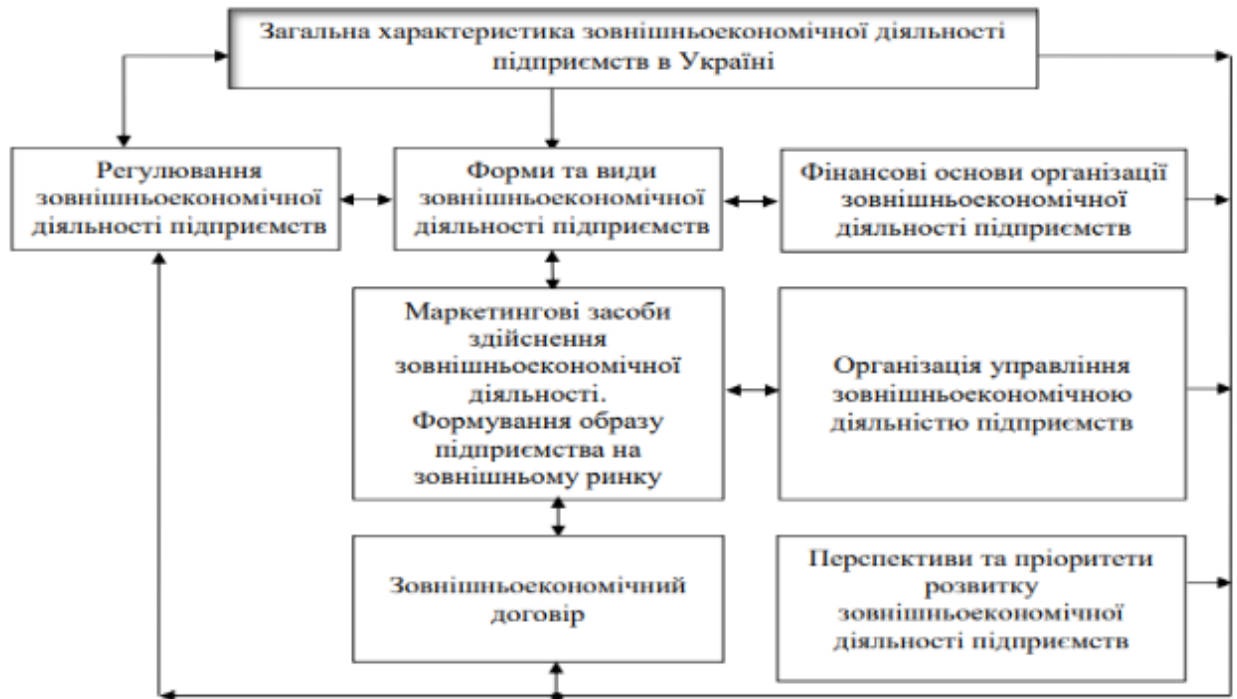 Загальна характеристика зовнішньоекономічної діяльності
підприємств в Україні
Регулювання
зовнішньоекономічної
діяльності підприємств
Форми та види
зовнішньоекономічної
діяльності підприємств
Фінансові основи організації
зовнішньоекономічної
діяльності підприємств
Маркетингові засоби
здійснення
зовнішньоекономічної
діяльності.
Формування образу
підприємства на
зовнішньому ринку
Організація управління
зовнішньоекономічною
діяльністю підприємств
Зовнішньоекономічний
договір
Перспективи та пріоритети
розвитку
зовнішньоекономічної
діяльності підприємств